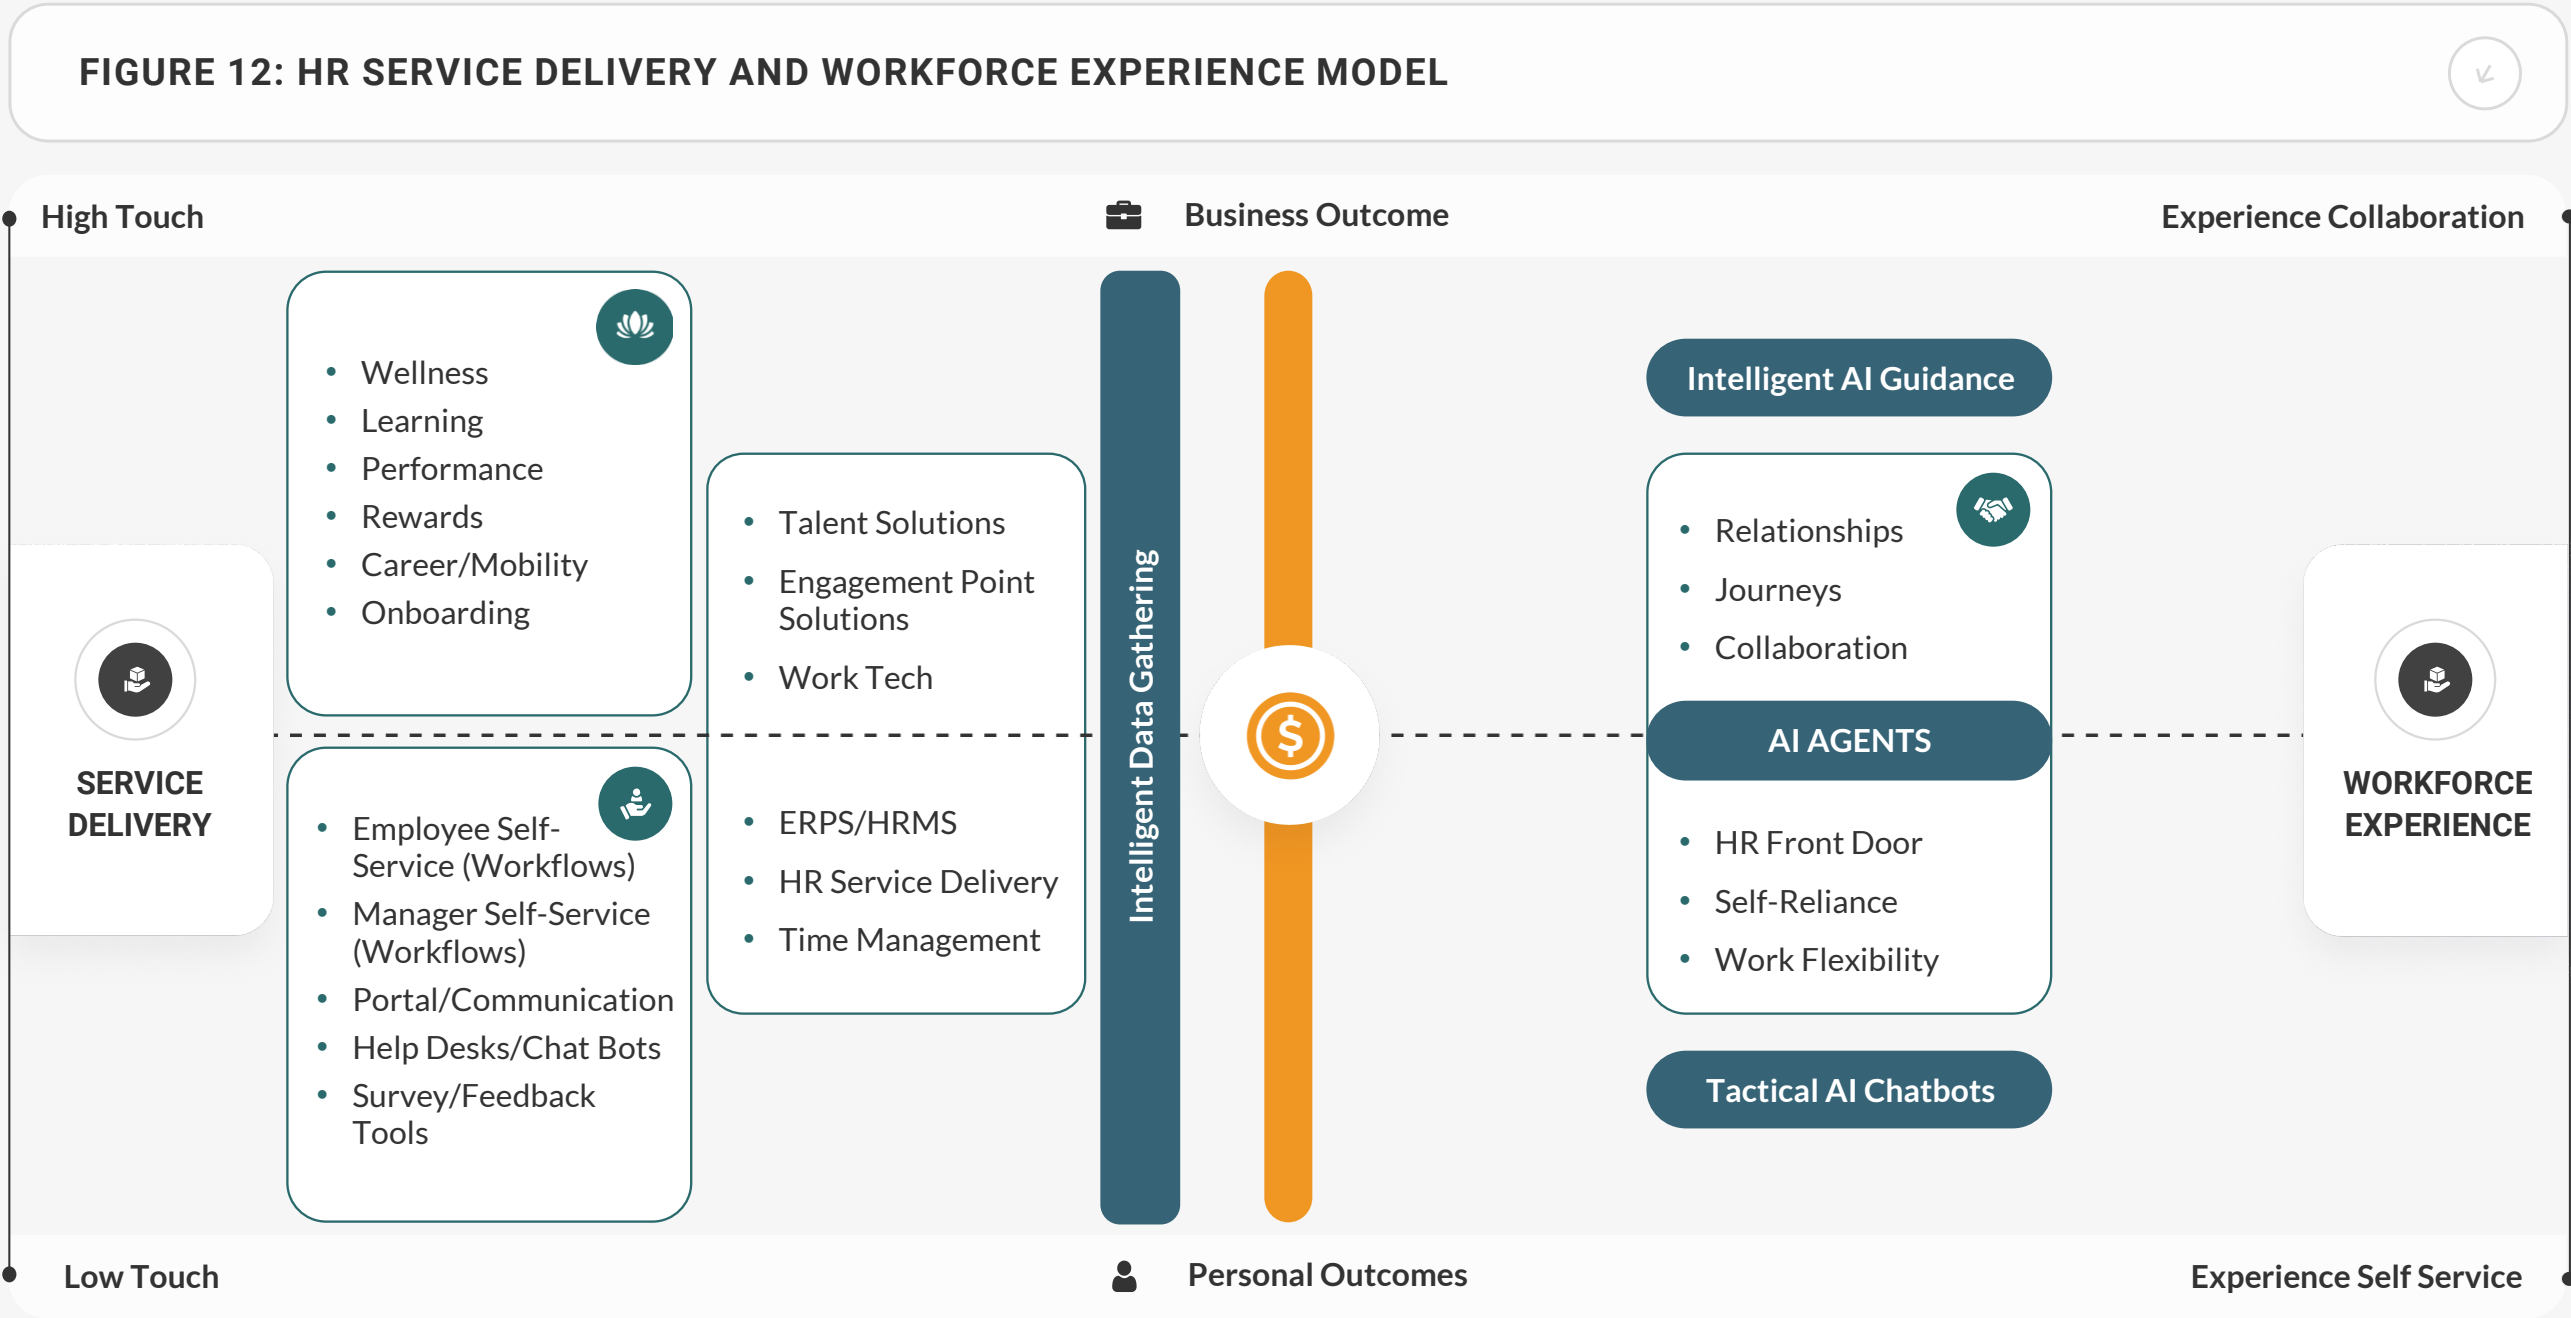 FIGURE 12: HR SERVICE DELIVERY AND WORKFORCE EXPERIENCE MODEL
High Touch
Business Outcome
Experience Collaboration
SERVICE
DELIVERY
• Wellness
• Learning
• Performance
• Rewards
• Career/Mobility
• Onboarding
• Employee Self-
Service (Workflows)
• Manager Self-Service
(Workflows)
• Portal/Communication
• Help Desks/Chat Bots
• Survey/Feedback
Tools
• Talent Solutions
• Engagement Point
Solutions
• Work Tech
• ERPS/HRMS
• HR Service Delivery
• Time Management
Intelligent Data Gathering
$
Intelligent AI Guidance
• Relationships
• Journeys
• Collaboration
AI AGENTS
• HR Front Door
• Self-Reliance
• Work Flexibility
Tactical AI Chatbots
WORKFORCE
EXPERIENCE
Low Touch
Personal Outcomes
Experience Self Service